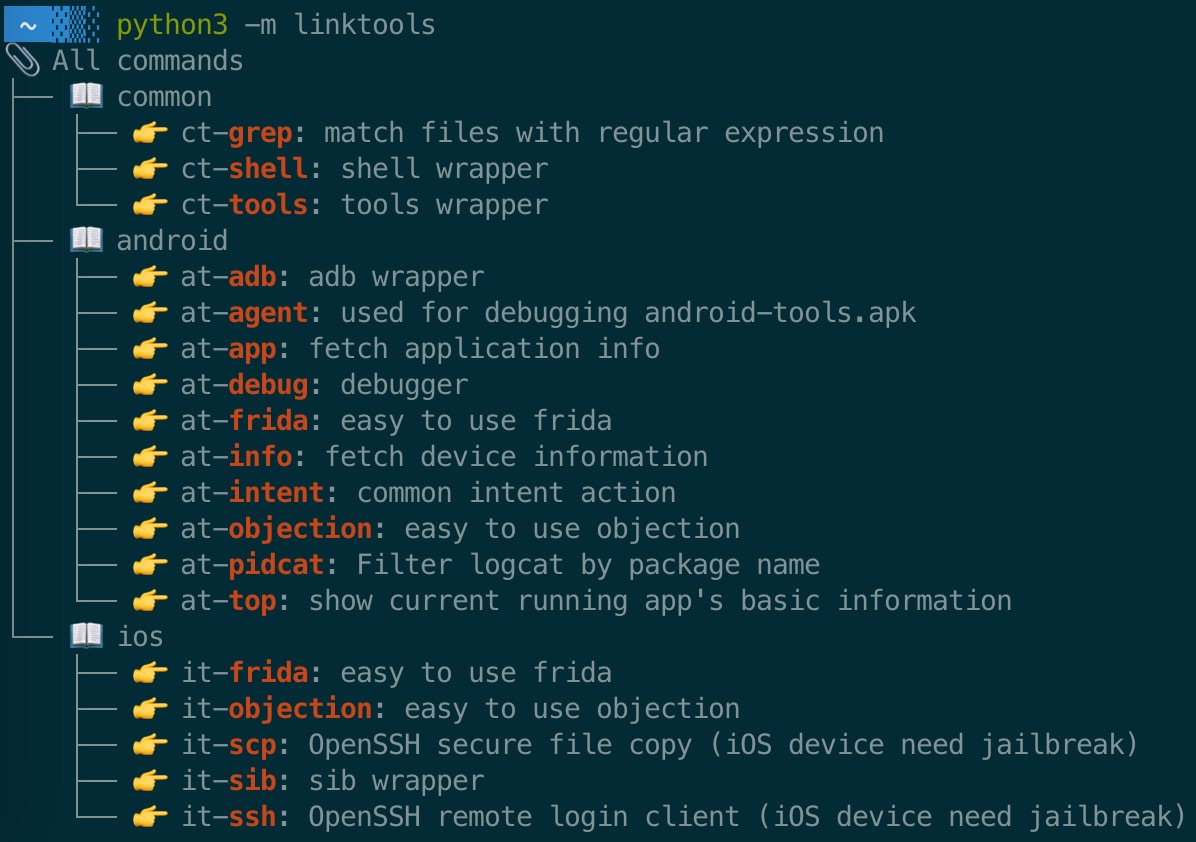 ~ python3 -m linktools
All commands
common
ct-grep: match files with regular expression
ct-shell: shell wrapper
ct-tools: tools wrapper
android
at-adb: adb wrapper
at-agent: used for debugging android-tools.apk
at-app: fetch application info
at-debug: debugger
at-frida: easy to use frida
at-info: fetch device information
at-intent: common intent action
at-objection: easy to use objection
at-pidcat: Filter logcat by package name
at-top: show current running app's basic information
ios
it-frida: easy to use frida
it-objection: easy to use objection
it-scp: OpenSSH secure file copy (iOS device need jailbreak)
it-sib: sib wrapper
it-ssh: OpenSSH remote login client (iOS device need jailbreak)